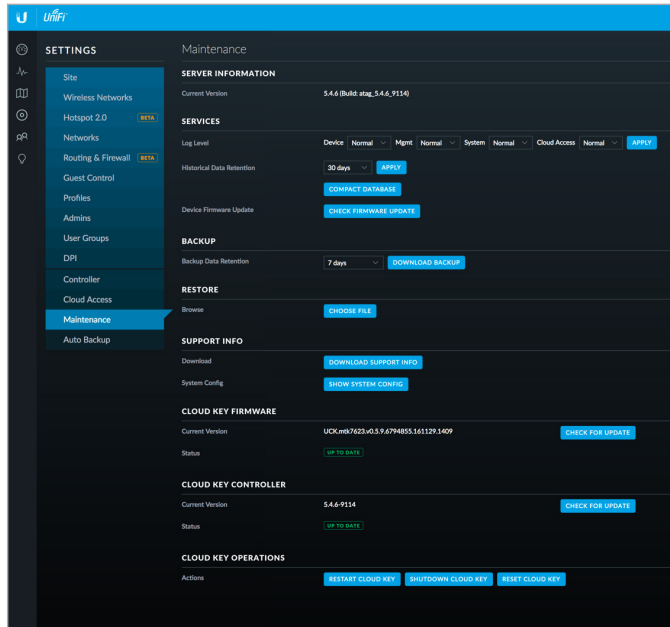 UniFi
SETTINGS
Maintenance
Site
Wireless Networks
Hotspot 2.0 BETA
Networks
Routing & Firewall BETA
Guest Control
Profiles
Admins
User Groups
DPI
Controller
Cloud Access
Maintenance
Auto Backup
SERVER INFORMATION
Current Version 5.4.6 (Build: atag_5.4.6_9114)
SERVICES
Log Level Device Normal Mgmt Normal System Normal Cloud Access Normal APPLY
Historical Data Retention 30 days APPLY
COMPACT DATABASE
Device Firmware Update CHECK FIRMWARE UPDATE
BACKUP
Backup Data Retention 7 days DOWNLOAD BACKUP
RESTORE
Browse CHOOSE FILE
SUPPORT INFO
Download DOWNLOAD SUPPORT INFO
System Config SHOW SYSTEM CONFIG
CLOUD KEY FIRMWARE
Current Version UCK.mtk7623.v0.5.9.6794855.161129.1409 CHECK FOR UPDATE
Status UP TO DATE
CLOUD KEY CONTROLLER
Current Version 5.4.6-9114 CHECK FOR UPDATE
Status UP TO DATE
CLOUD KEY OPERATIONS
Actions RESTART CLOUD KEY SHUTDOWN CLOUD KEY RESET CLOUD KEY